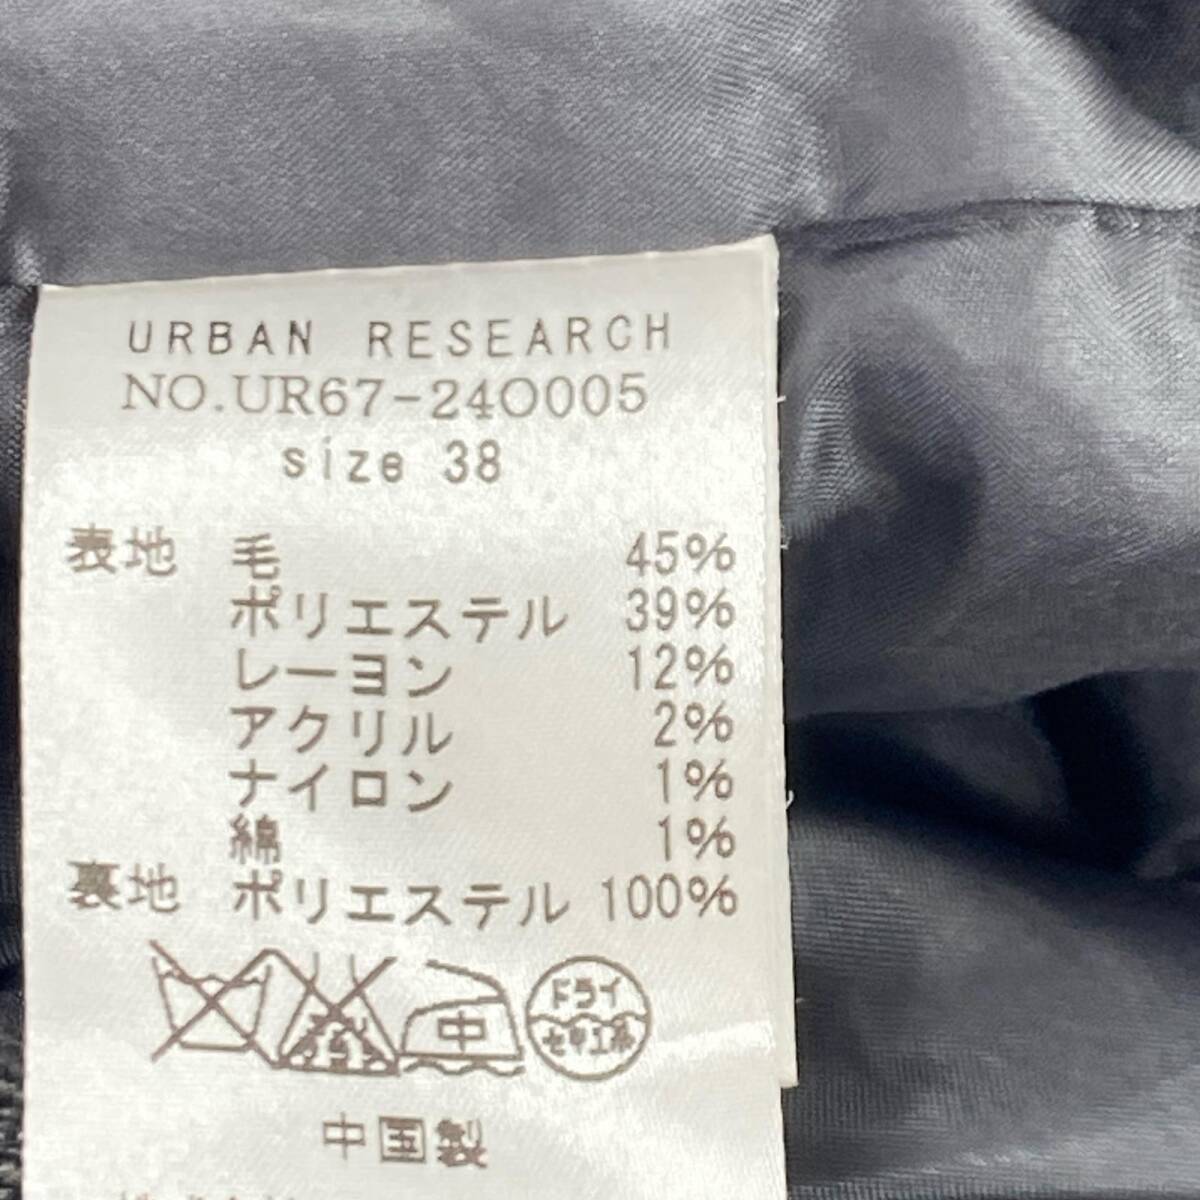 URBAN RESEARCH
NO.UR67-24O005
size 38
表地 毛 45%
ポリエステル 39%
レーヨン 12%
アクリル 2%
ナイロン 1%
綿 1%
裏地 ポリエステル 100%
中
ドライ
セキユ系
中国製